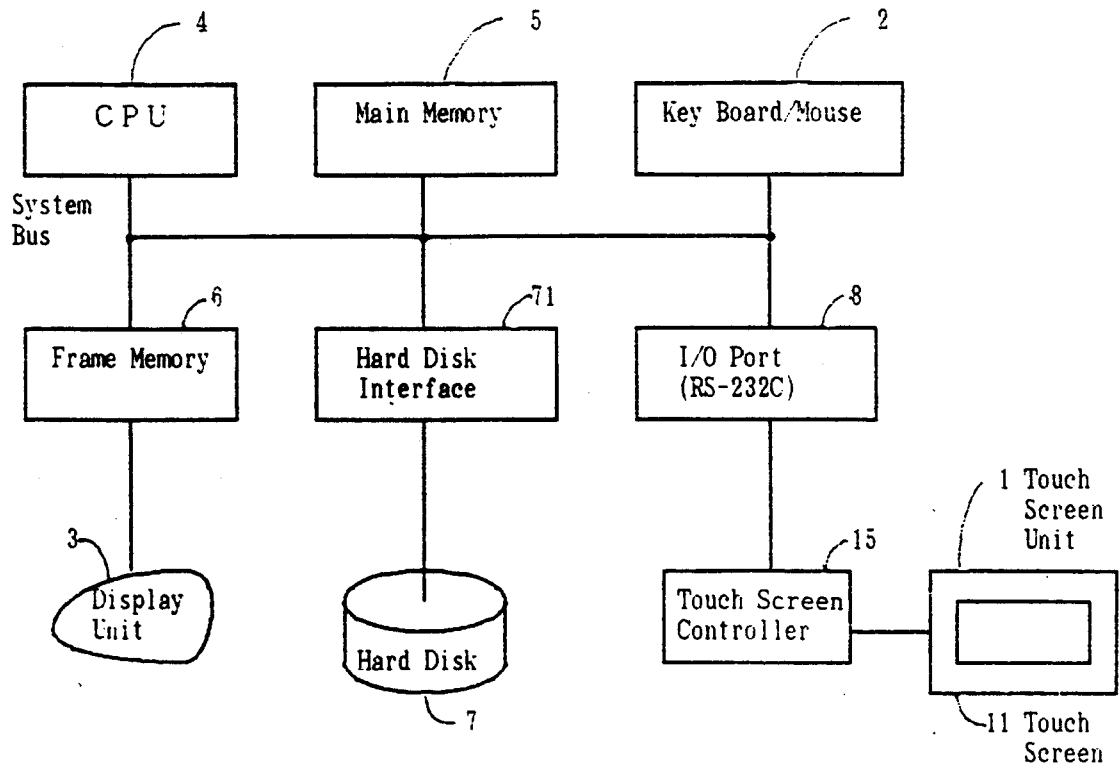 4
5
2
CPU
Main Memory
Key Board/Mouse
System
Bus
6
71
8
Frame Memory
Hard Disk
Interface
I/O Port
(RS-232C)
3
Display
Unit
Hard Disk
7
15
Touch Screen
Controller
1 Touch
Screen
Unit
11 Touch
Screen